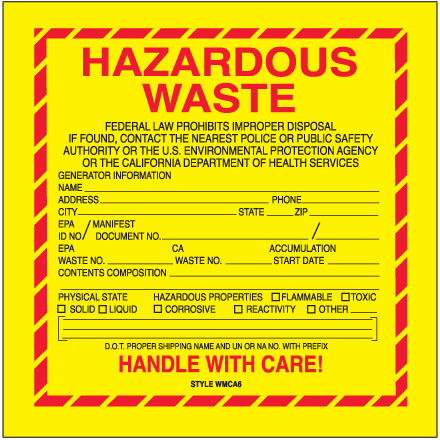 HAZARDOUS
WASTE
FEDERAL LAW PROHIBITS IMPROPER DISPOSAL
IF FOUND, CONTACT THE NEAREST POLICE OR PUBLIC SAFETY
AUTHORITY OR THE U.S. ENVIRONMENTAL PROTECTION AGENCY
OR THE CALIFORNIA DEPARTMENT OF HEALTH SERVICES
GENERATOR INFORMATION
NAME
ADDRESS PHONE
CITY STATE ZIP
EPA / MANIFEST
ID NO. DOCUMENT NO. /
EPA CA ACCUMULATION
WASTE NO. WASTE NO. START DATE
CONTENTS COMPOSITION
PHYSICAL STATE HAZARDOUS PROPERTIES FLAMMABLE TOXIC
SOLID LIQUID CORROSIVE REACTIVITY OTHER
D.O.T. PROPER SHIPPING NAME AND UN OR NA NO. WITH PREFIX
HANDLE WITH CARE!
STYLE WMCA6